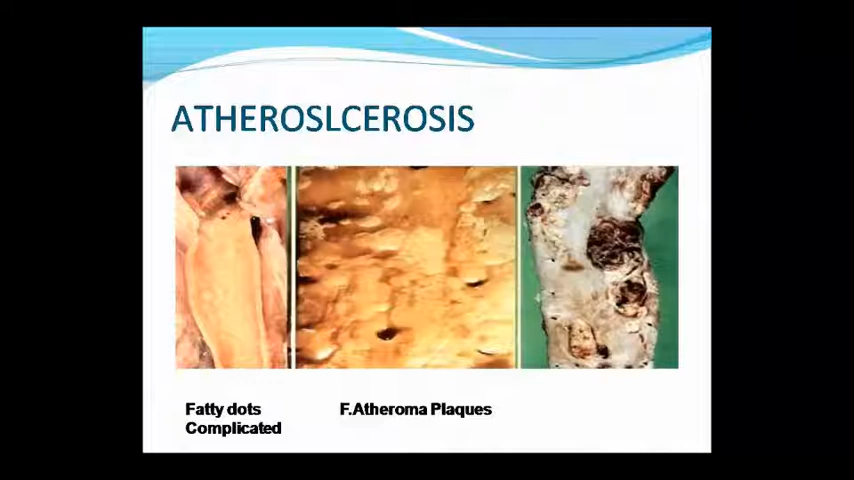 ATHEROSLCEROSIS
Fatty dots
F.Atheroma Plaques
Complicated